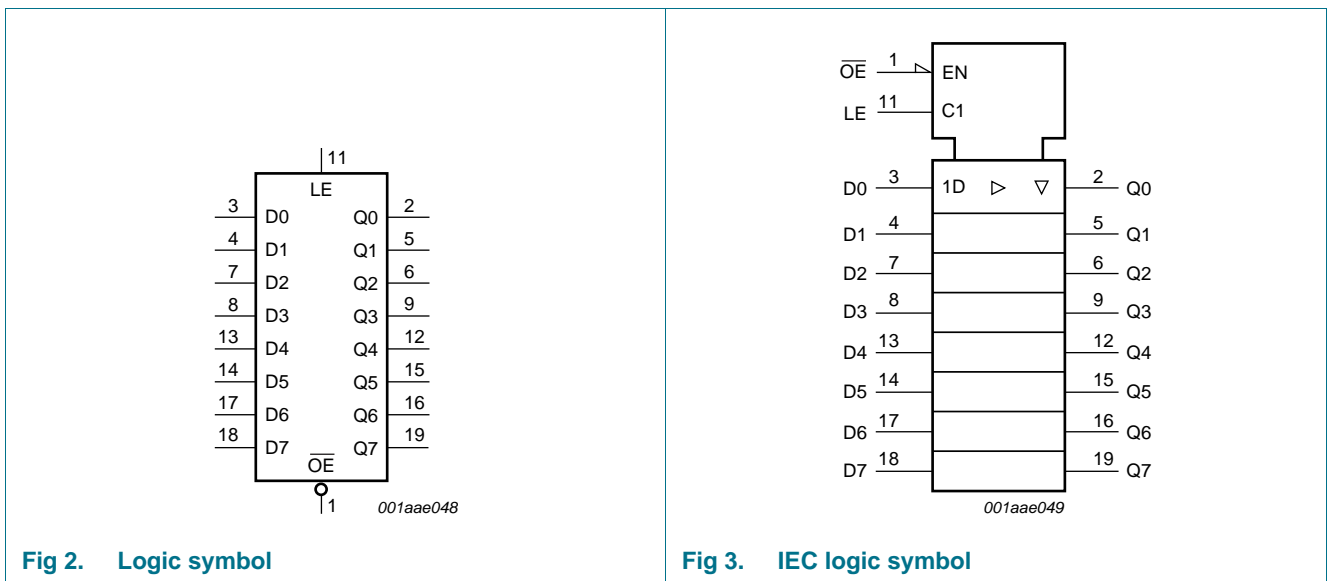 11
LE
3 D0 Q0 2
4 D1 Q1 5
7 D2 Q2 6
8 D3 Q3 9
13 D4 Q4 12
14 D5 Q5 15
17 D6 Q6 16
18 D7 Q7 19
O̅E̅
1
001aae048
Fig 2. Logic symbol
O̅E̅ 1 EN
LE 11 C1
D0 3 1D ▷ ▽ 2 Q0
D1 4 5 Q1
D2 7 6 Q2
D3 8 9 Q3
D4 13 12 Q4
D5 14 15 Q5
D6 17 16 Q6
D7 18 19 Q7
001aae049
Fig 3. IEC logic symbol